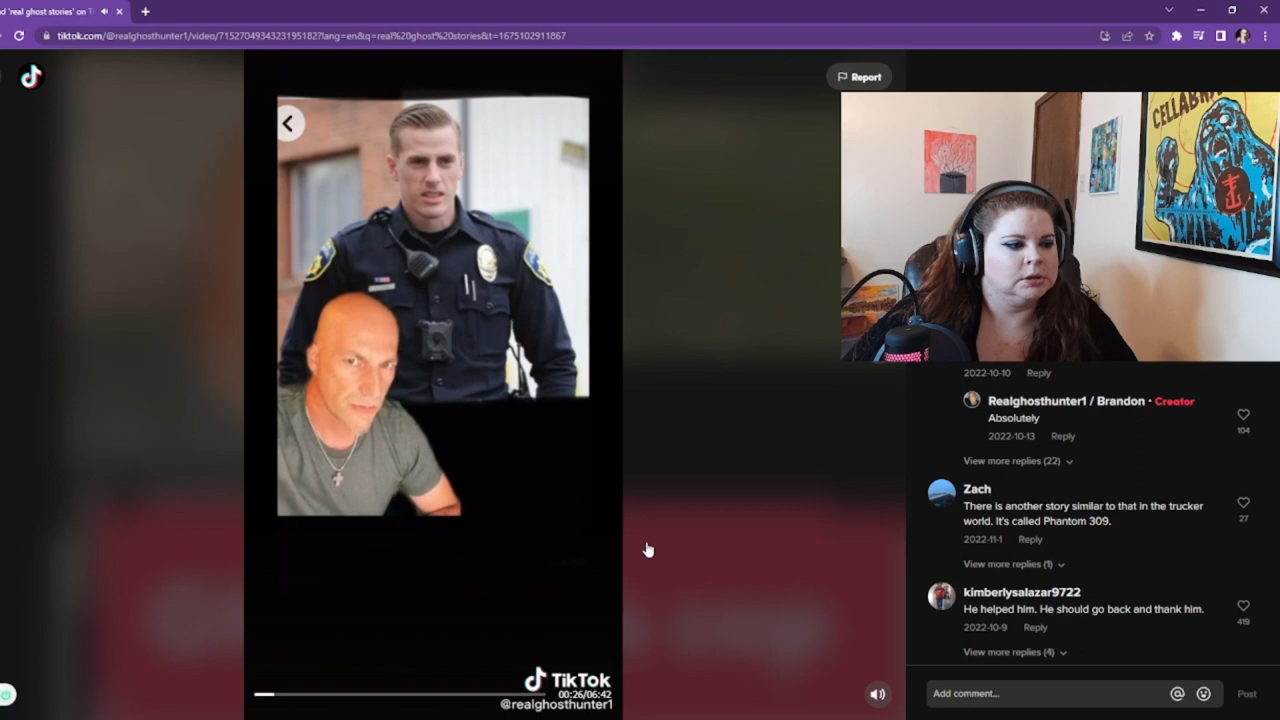 d 'real ghost stories' on Ti
tiktok.com/@realghosthunter1/video/7152704934323195182?lang=en&q=real%20ghost%20stories&t=1675102911867
Report
CELLABRA
2022-10-10 Reply
Realghosthunter1 / Brandon · Creator
Absolutely
104
2022-10-13 Reply
View more replies (22)
Zach
There is another story similar to that in the trucker
world. It's called Phantom 309.
27
2022-11-1 Reply
View more replies (1)
kimberlysalazar9722
He helped him. He should go back and thank him.
419
2022-10-9 Reply
View more replies (4)
TikTok
00:26/06:42
@realghosthunter1
Add comment...
Post